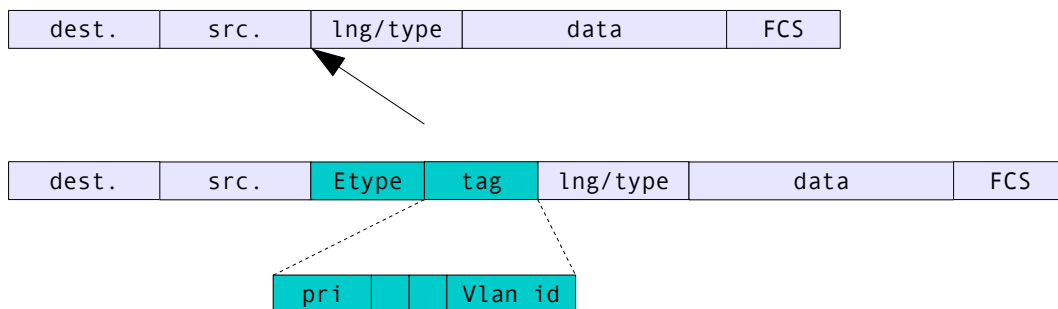 dest. src. lng/type data FCS
dest. src. Etype tag lng/type data FCS
pri Vlan id